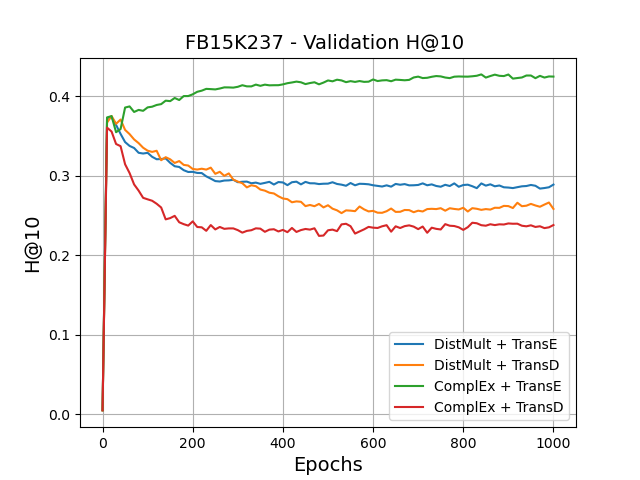 FB15K237 - Validation H@10
H@10
0.4
0.3
0.2
0.1
0.0
0
200
400
600
800
1000
Epochs
DistMult + TransE
DistMult + TransD
ComplEx + TransE
ComplEx + TransD